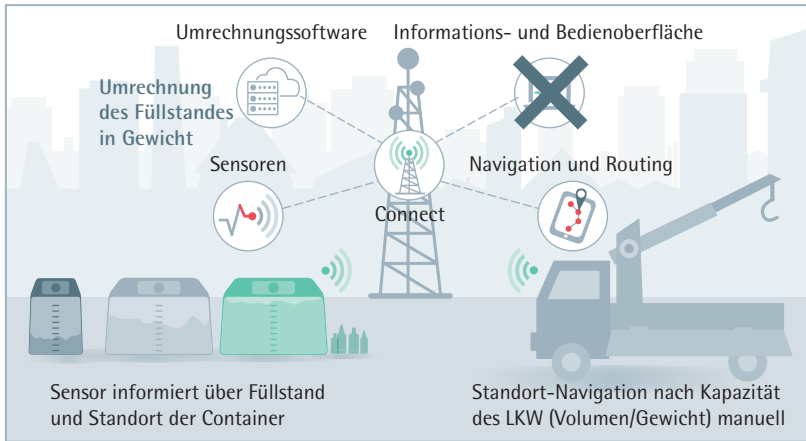 Umrechnungssoftware
Informations- und Bedienoberfläche
Umrechnung
des Füllstandes
in Gewicht
Sensoren
Connect
Navigation und Routing
Sensor informiert über Füllstand
und Standort der Container
Standort-Navigation nach Kapazität
des LKW (Volumen/Gewicht) manuell